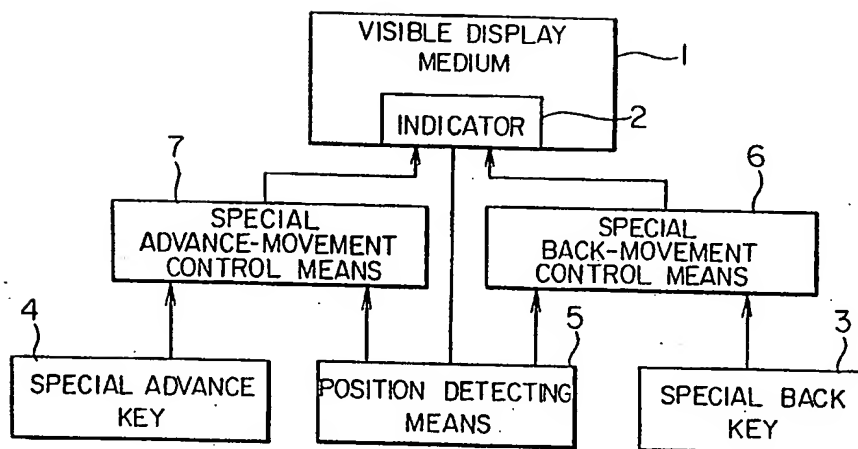 VISIBLE DISPLAY
MEDIUM
1
INDICATOR
2
7
6
SPECIAL
ADVANCE-MOVEMENT
CONTROL MEANS
SPECIAL
BACK-MOVEMENT
CONTROL MEANS
4
5
3
SPECIAL ADVANCE
KEY
POSITION DETECTING
MEANS
SPECIAL BACK
KEY